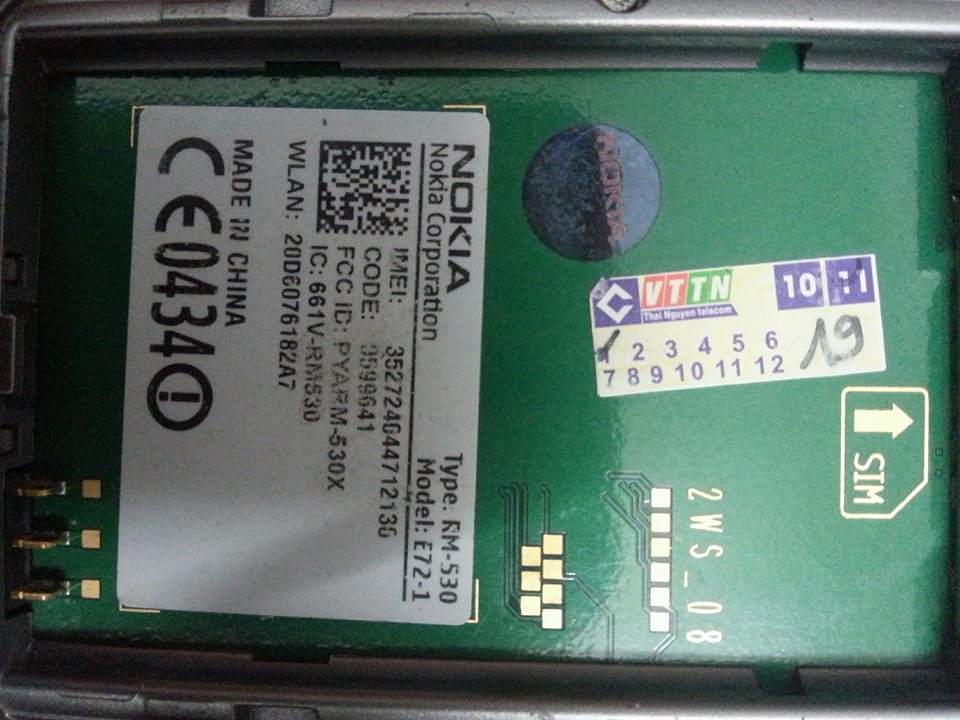 NOKIA
Nokia Corporation
Type: RM-530
Model: E72-1
IMEI: 352724044712136
CODE: 0599641
FCC ID: PYARM-530X
IC: 661V-RM530
WLAN: 20D6076182A7
MADE IN CHINA
CE0434
NOKIA
VTTN
Thai Nguyen telecom
10 11
1 2 3 4 5 6
7 8 9 10 11 12
19
SIM
2WS_08